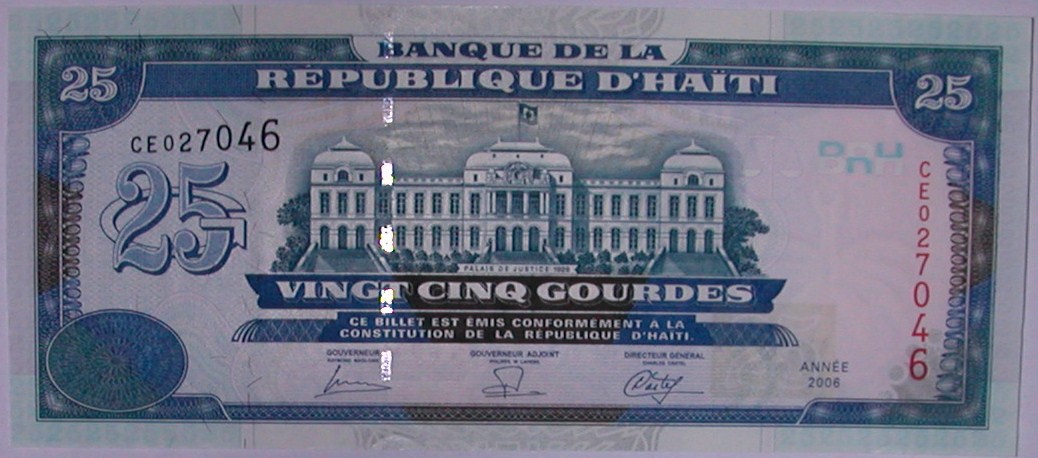 BANQUE DE LA
RÉPUBLIQUE D'HAÏTI
25
25
CE027046
25
CE027046
PALAIS DE JUSTICE
VINGT CINQ GOURDES
CE BILLET EST ÉMIS CONFORMÉMENT À LA
CONSTITUTION DE LA RÉPUBLIQUE D'HAÏTI.
GOUVERNEUR
GOUVERNEUR ADJOINT
DIRECTEUR GÉNÉRAL
ANNÉE
2006